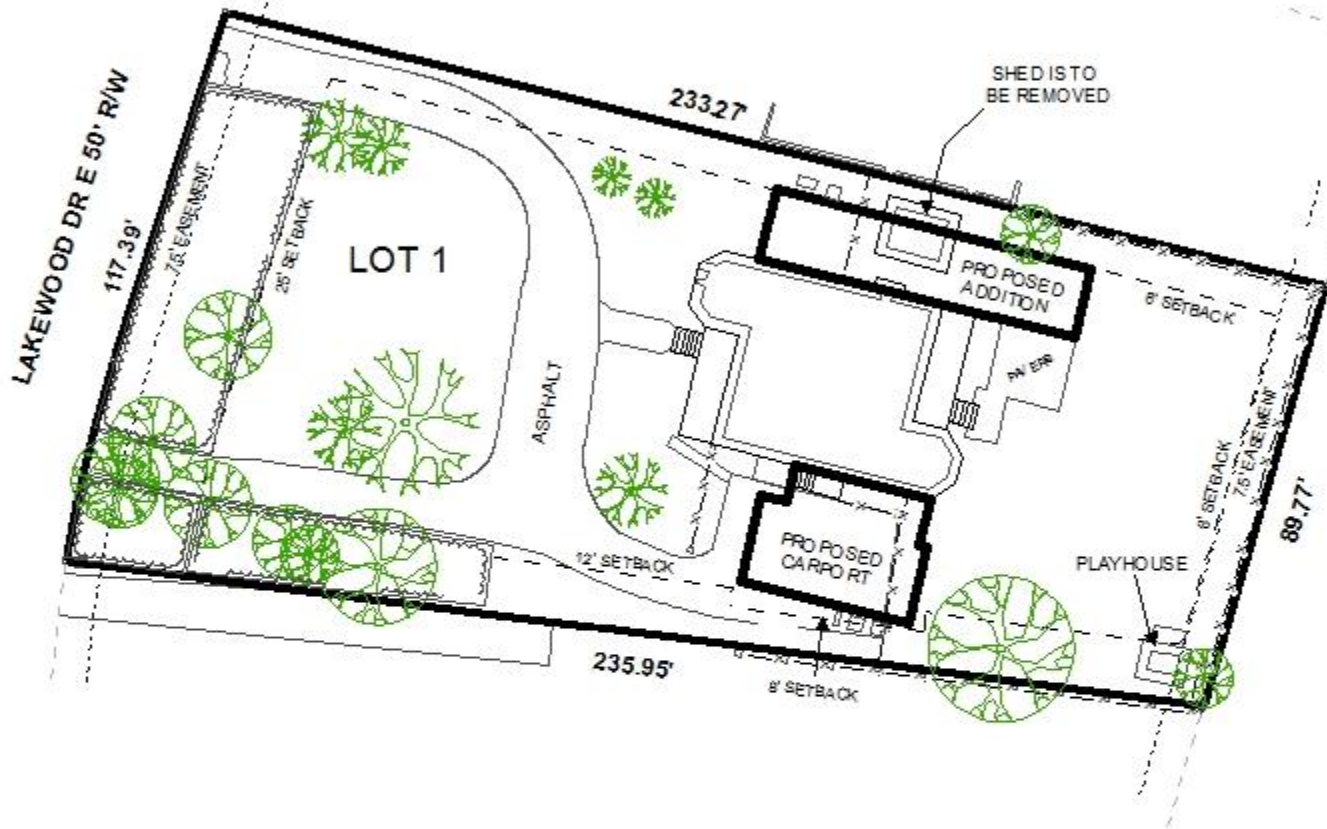 SHED IS TO
BE REMOVED
233.27'
LAKEWOOD DR E 50' R/W
117.39'
7.5' EASEMENT
25' SETBACK
LOT 1
PROPOSED
ADDITION
8' SETBACK
PAVERR
ASPHALT
8' SETBACK
7.5' EASEMENT
89.77'
PROPOSED
CARPORT
12' SETBACK
PLAYHOUSE
235.95'
8' SETBACK